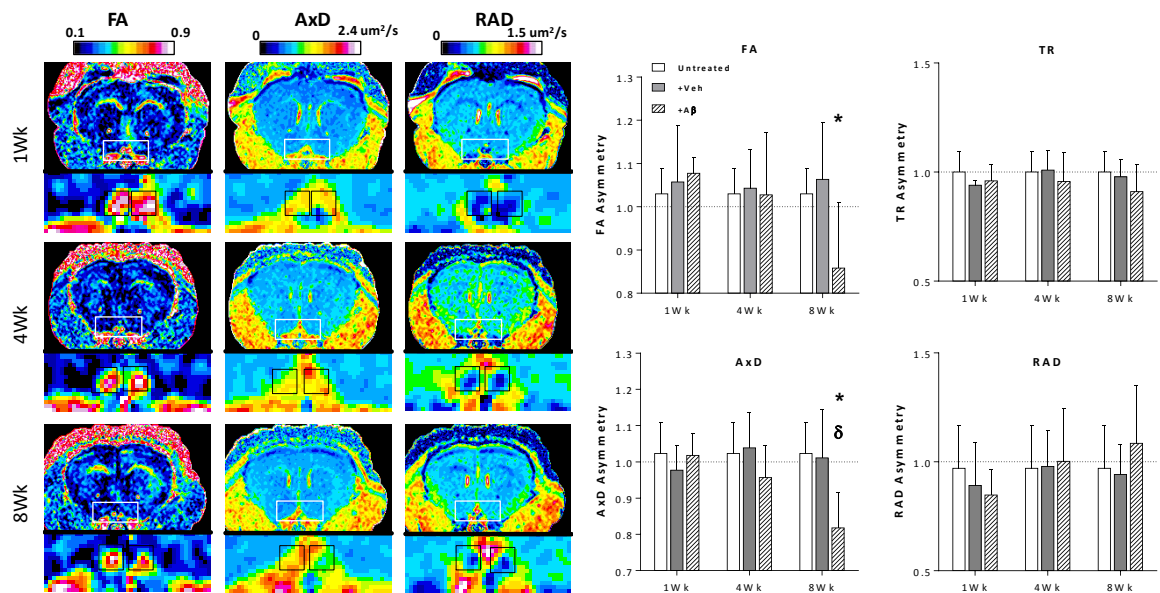 FA
AxD
RAD
0.1
0.9
0
2.4 um²/s
0
1.5 um²/s
1Wk
4Wk
8Wk
FA
Untreated
+Veh
+Aβ
*
FA Asymmetry
1.3
1.2
1.1
1.0
0.9
0.8
1Wk
4Wk
8Wk
TR
TR Asymmetry
1.5
1.0
0.5
1Wk
4Wk
8Wk
AxD
*
δ
AxD Asymmetry
1.3
1.2
1.1
1.0
0.9
0.8
0.7
1Wk
4Wk
8Wk
RAD
RAD Asymmetry
1.5
1.0
0.5
1Wk
4Wk
8Wk